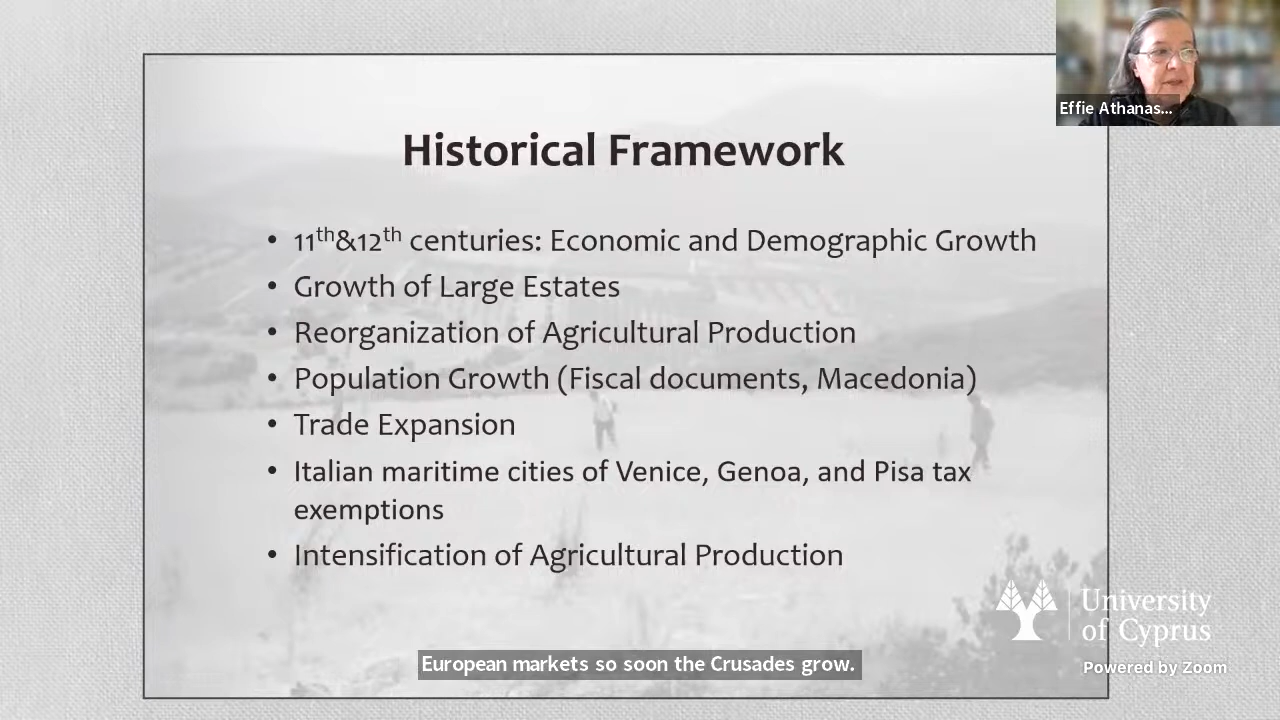 Effie Athanas...
Historical Framework
• 11th&12th centuries: Economic and Demographic Growth
• Growth of Large Estates
• Reorganization of Agricultural Production
• Population Growth (Fiscal documents, Macedonia)
• Trade Expansion
• Italian maritime cities of Venice, Genoa, and Pisa tax
exemptions
• Intensification of Agricultural Production
University
of Cyprus
European markets so soon the Crusades grow.
Powered by Zoom